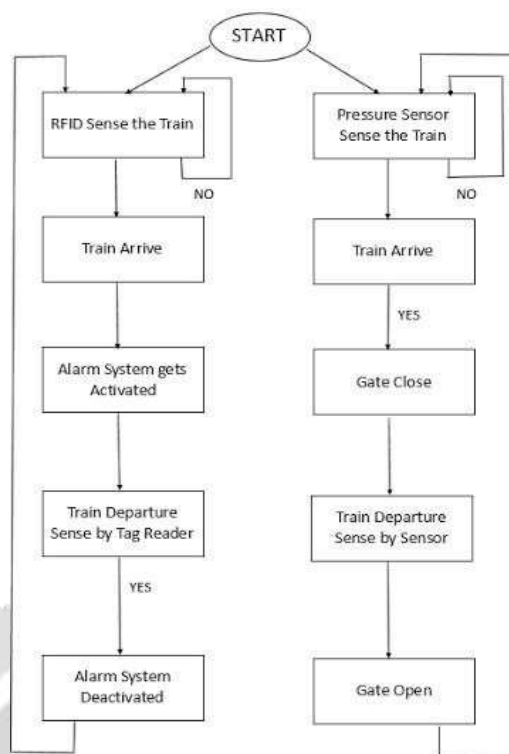 START
RFID Sense the Train
NO
Train Arrive
Alarm System gets
Activated
Train Departure
Sense by Tag Reader
YES
Alarm System
Deactivated
Pressure Sensor
Sense the Train
NO
Train Arrive
YES
Gate Close
Train Departure
Sense by Sensor
Gate Open